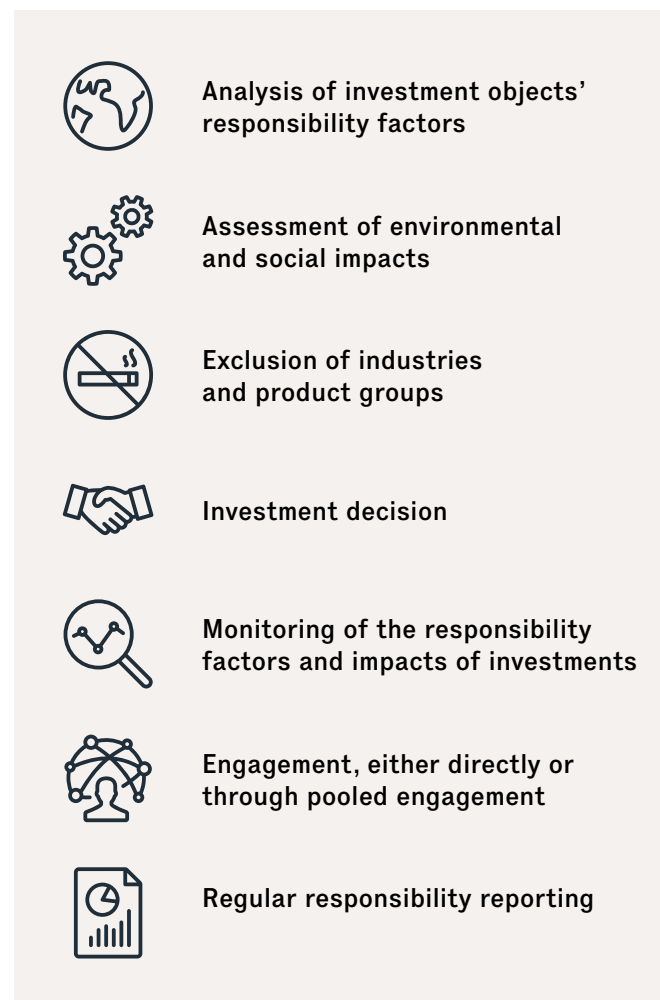 Analysis of investment objects’
responsibility factors
Assessment of environmental
and social impacts
Exclusion of industries
and product groups
Investment decision
Monitoring of the responsibility
factors and impacts of investments
Engagement, either directly or
through pooled engagement
Regular responsibility reporting